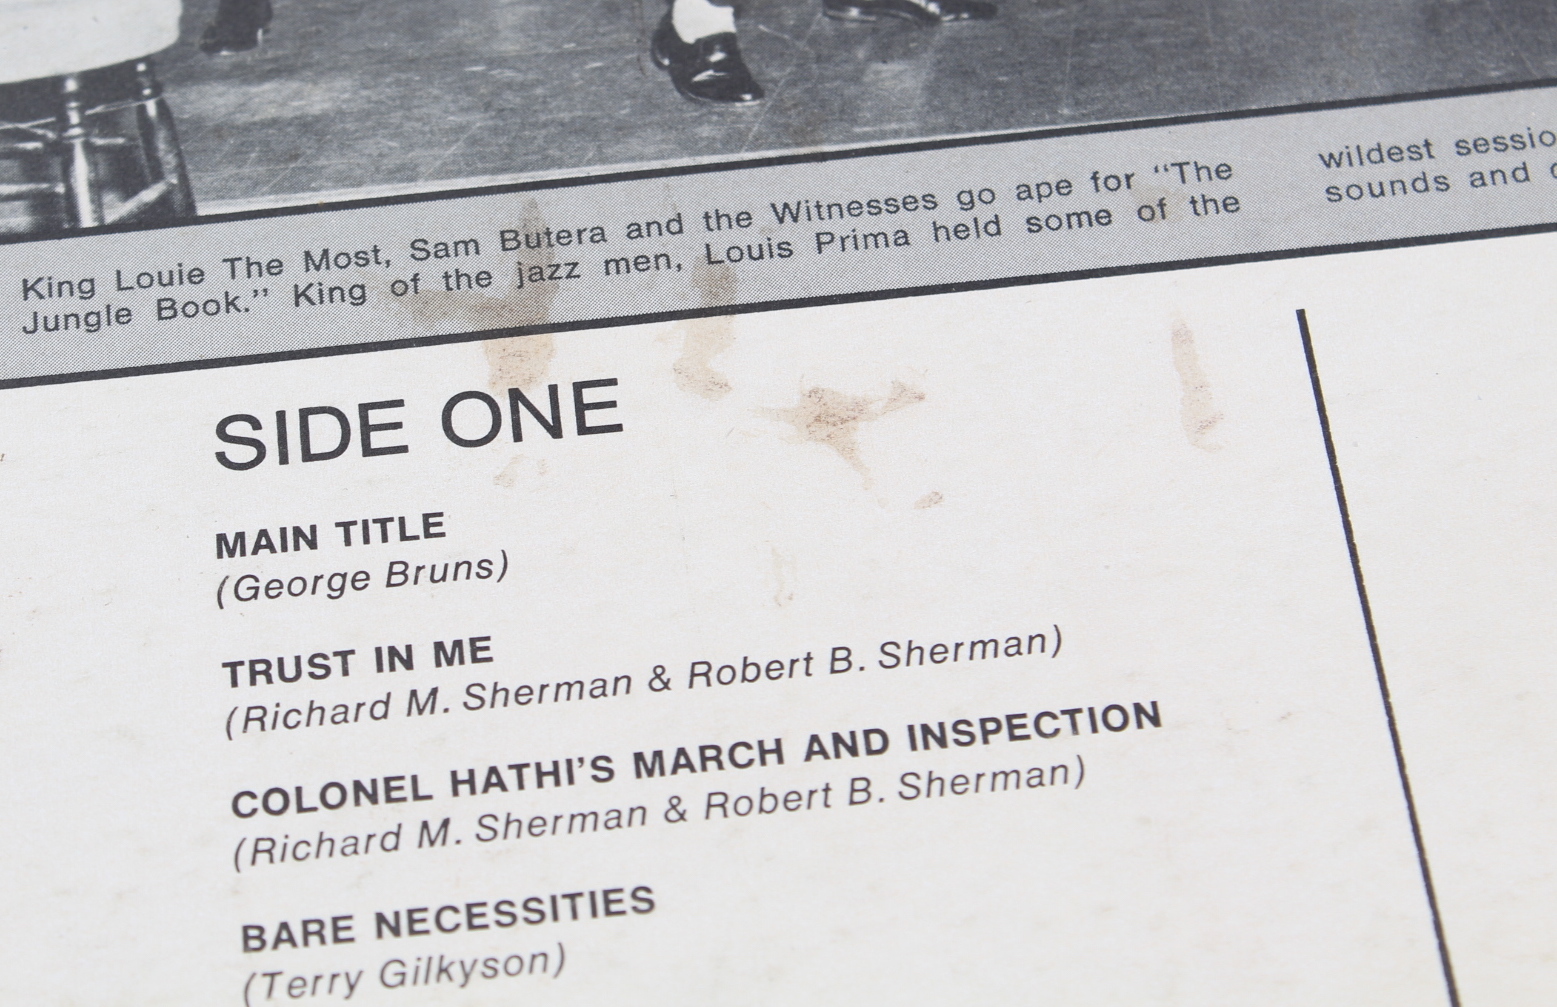 King Louie The Most, Sam Butera and the Witnesses go ape for “The
Jungle Book.” King of the jazz men, Louis Prima held some of the
wildest
sounds and
SIDE ONE
MAIN TITLE
(George Bruns)
TRUST IN ME
(Richard M. Sherman & Robert B. Sherman)
COLONEL HATHI’S MARCH AND INSPECTION
(Richard M. Sherman & Robert B. Sherman)
BARE NECESSITIES
(Terry Gilkyson)